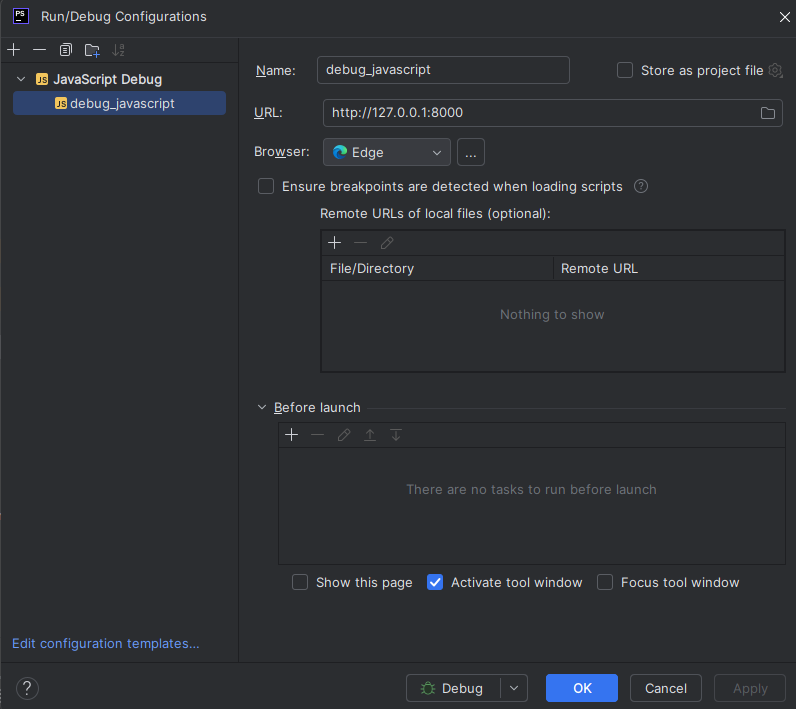 PS Run/Debug Configurations
JS JavaScript Debug
JS debug_javascript
Name: debug_javascript Store as project file
URL: http://127.0.0.1:8000
Browser: Edge ...
Ensure breakpoints are detected when loading scripts ?
Remote URLs of local files (optional):
File/Directory Remote URL
Nothing to show
Before launch
There are no tasks to run before launch
Show this page Activate tool window Focus tool window
Edit configuration templates...
? Debug OK Cancel Apply